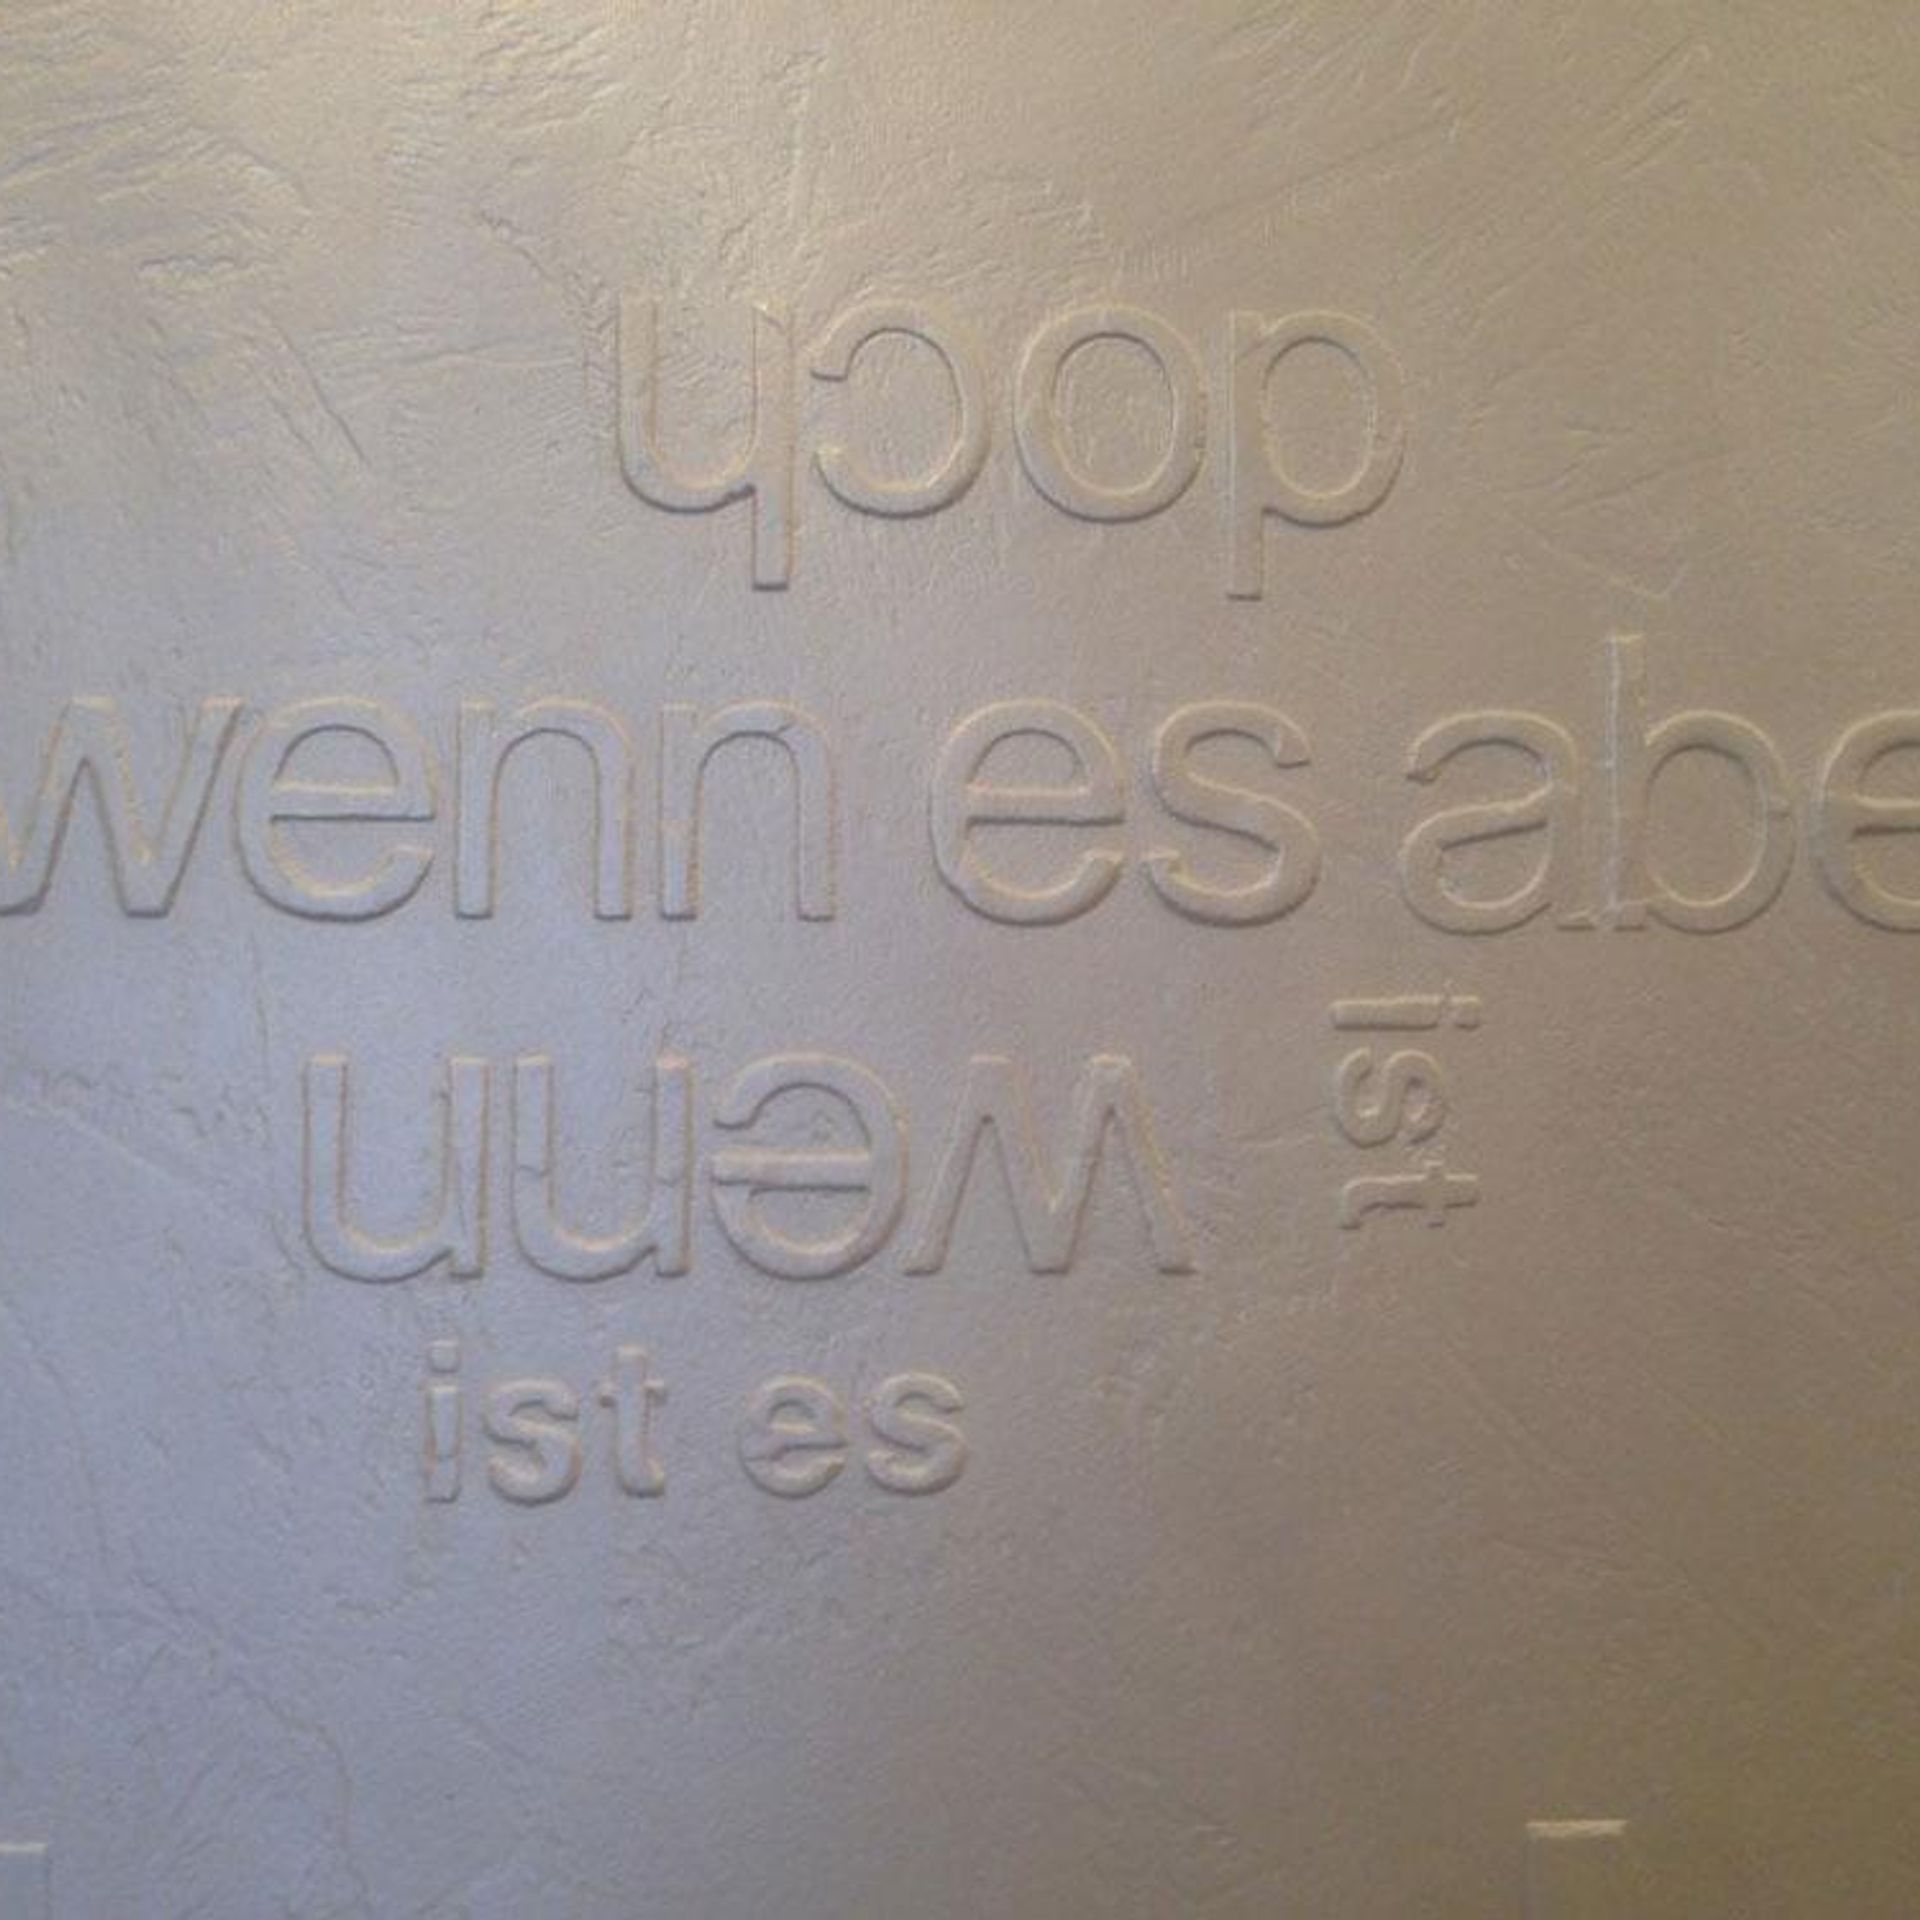 doch
wenn es abe
wenn
ist
ist es